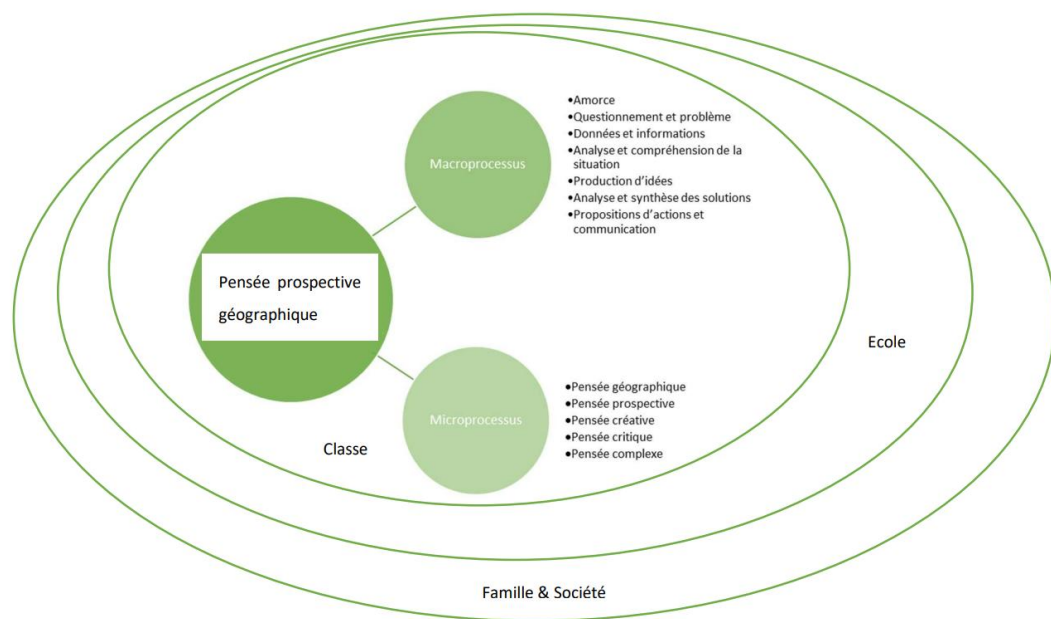 Macroprocessus
•Amorce
•Questionnement et problème
•Données et informations
•Analyse et compréhension de la
situation
•Production d'idées
•Analyse et synthèse des solutions
•Propositions d'actions et
communication
Pensée prospective
géographique
Ecole
Microprocessus
•Pensée géographique
•Pensée prospective
•Pensée créative
•Pensée critique
•Pensée complexe
Classe
Famille & Société